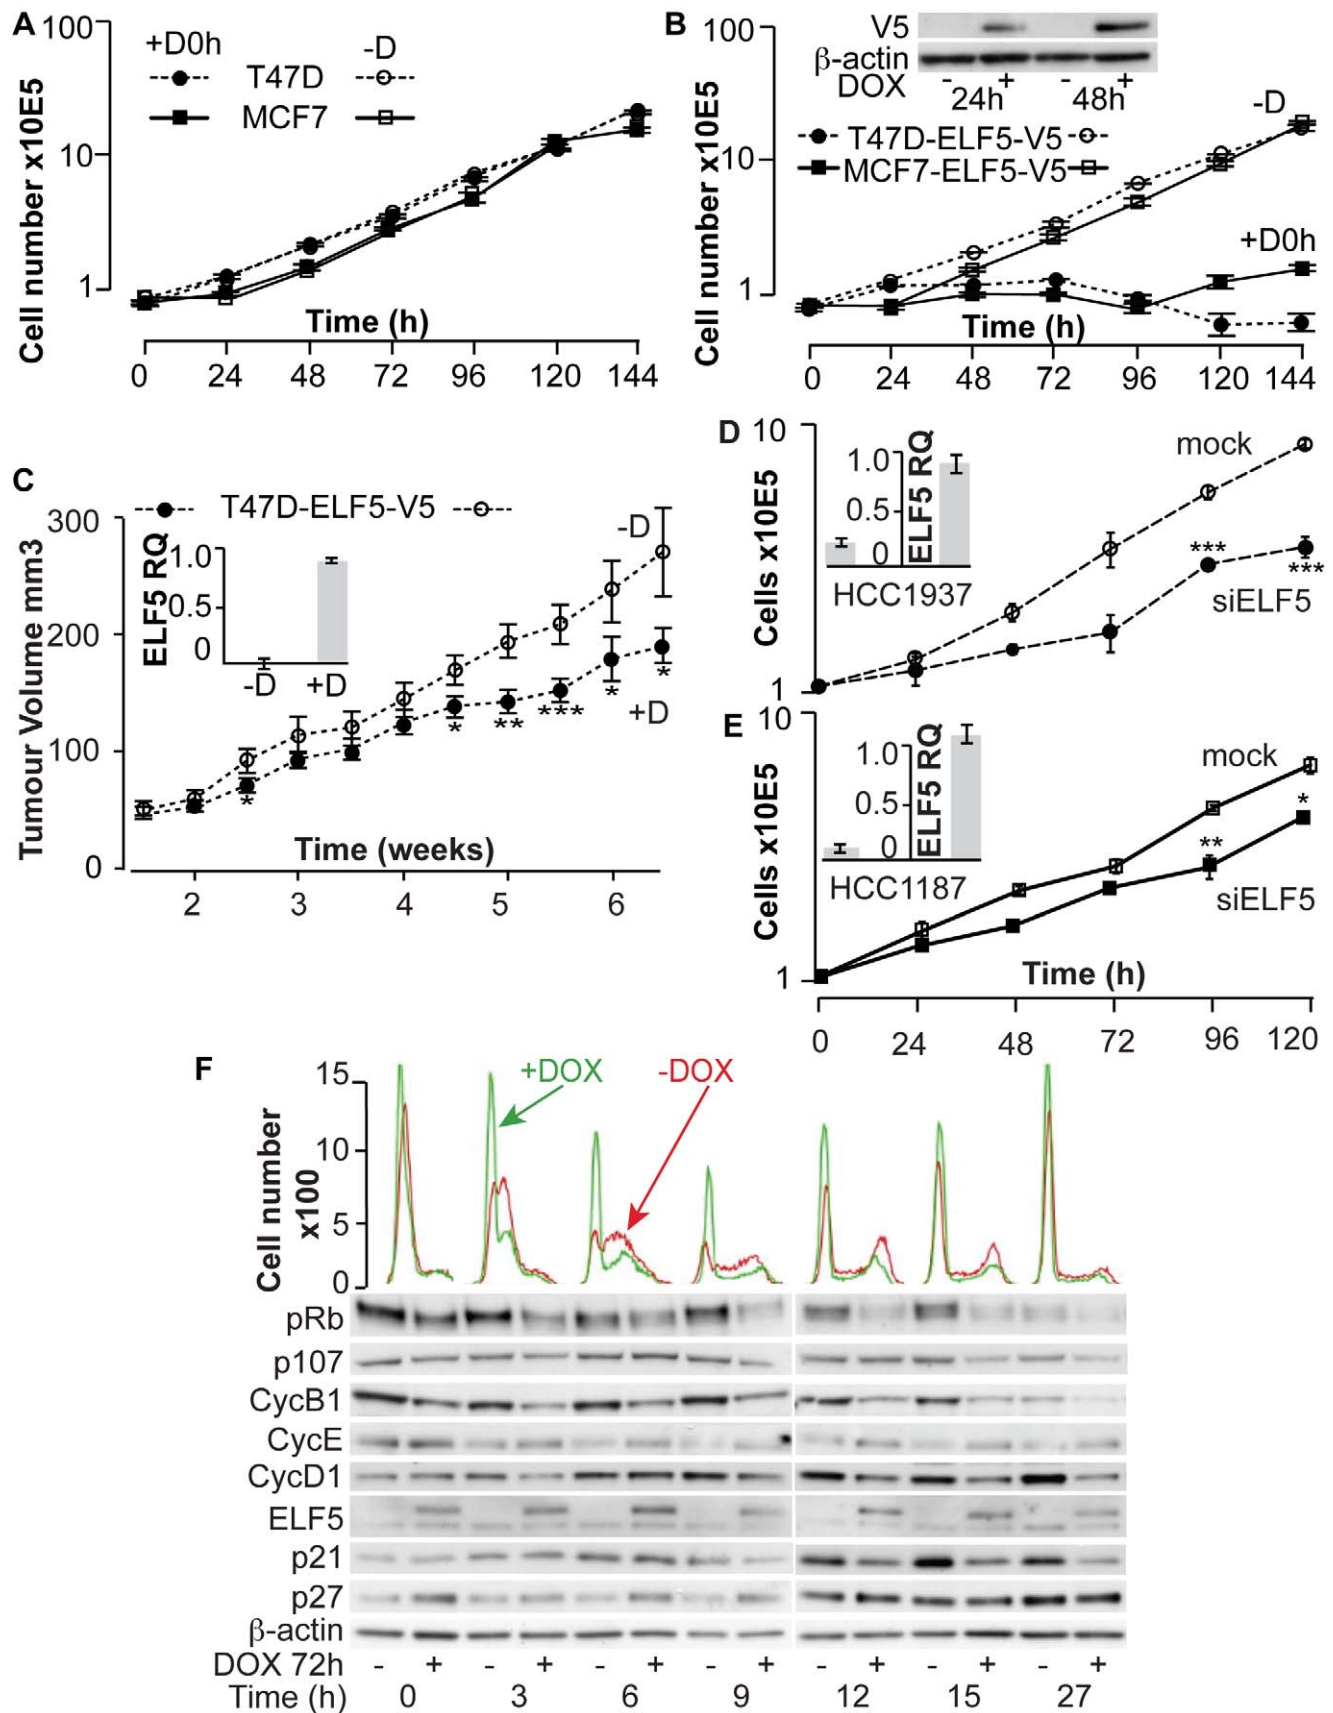 A
100
10
1
Cell number x10E5
+D0h
-D
T47D
MCF7
Time (h)
0 24 48 72 96 120 144
B
100
10
1
Cell number x10E5
V5
β-actin
DOX - + - +
24h 48h
T47D-ELF5-V5
MCF7-ELF5-V5
-D
+D0h
Time (h)
0 24 48 72 96 120 144
C
300
200
100
0
Tumour Volume mm3
T47D-ELF5-V5
ELF5 RQ
1.0
0.5
0
-D +D
-D
+D
* * ** *** * *
Time (weeks)
2 3 4 5 6
D
10
1
Cells x10E5
ELF5 RQ
1.0
0.5
0
HCC1937
mock
***
***
siELF5
E
10
1
Cells x10E5
ELF5 RQ
1.0
0.5
0
HCC1187
mock
*
**
siELF5
Time (h)
0 24 48 72 96 120
F
15
10
5
0
Cell number
x100
+DOX
-DOX
pRb
p107
CycB1
CycE
CycD1
ELF5
p21
p27
β-actin
DOX 72h - + - + - + - + - + - + - +
Time (h) 0 3 6 9 12 15 27